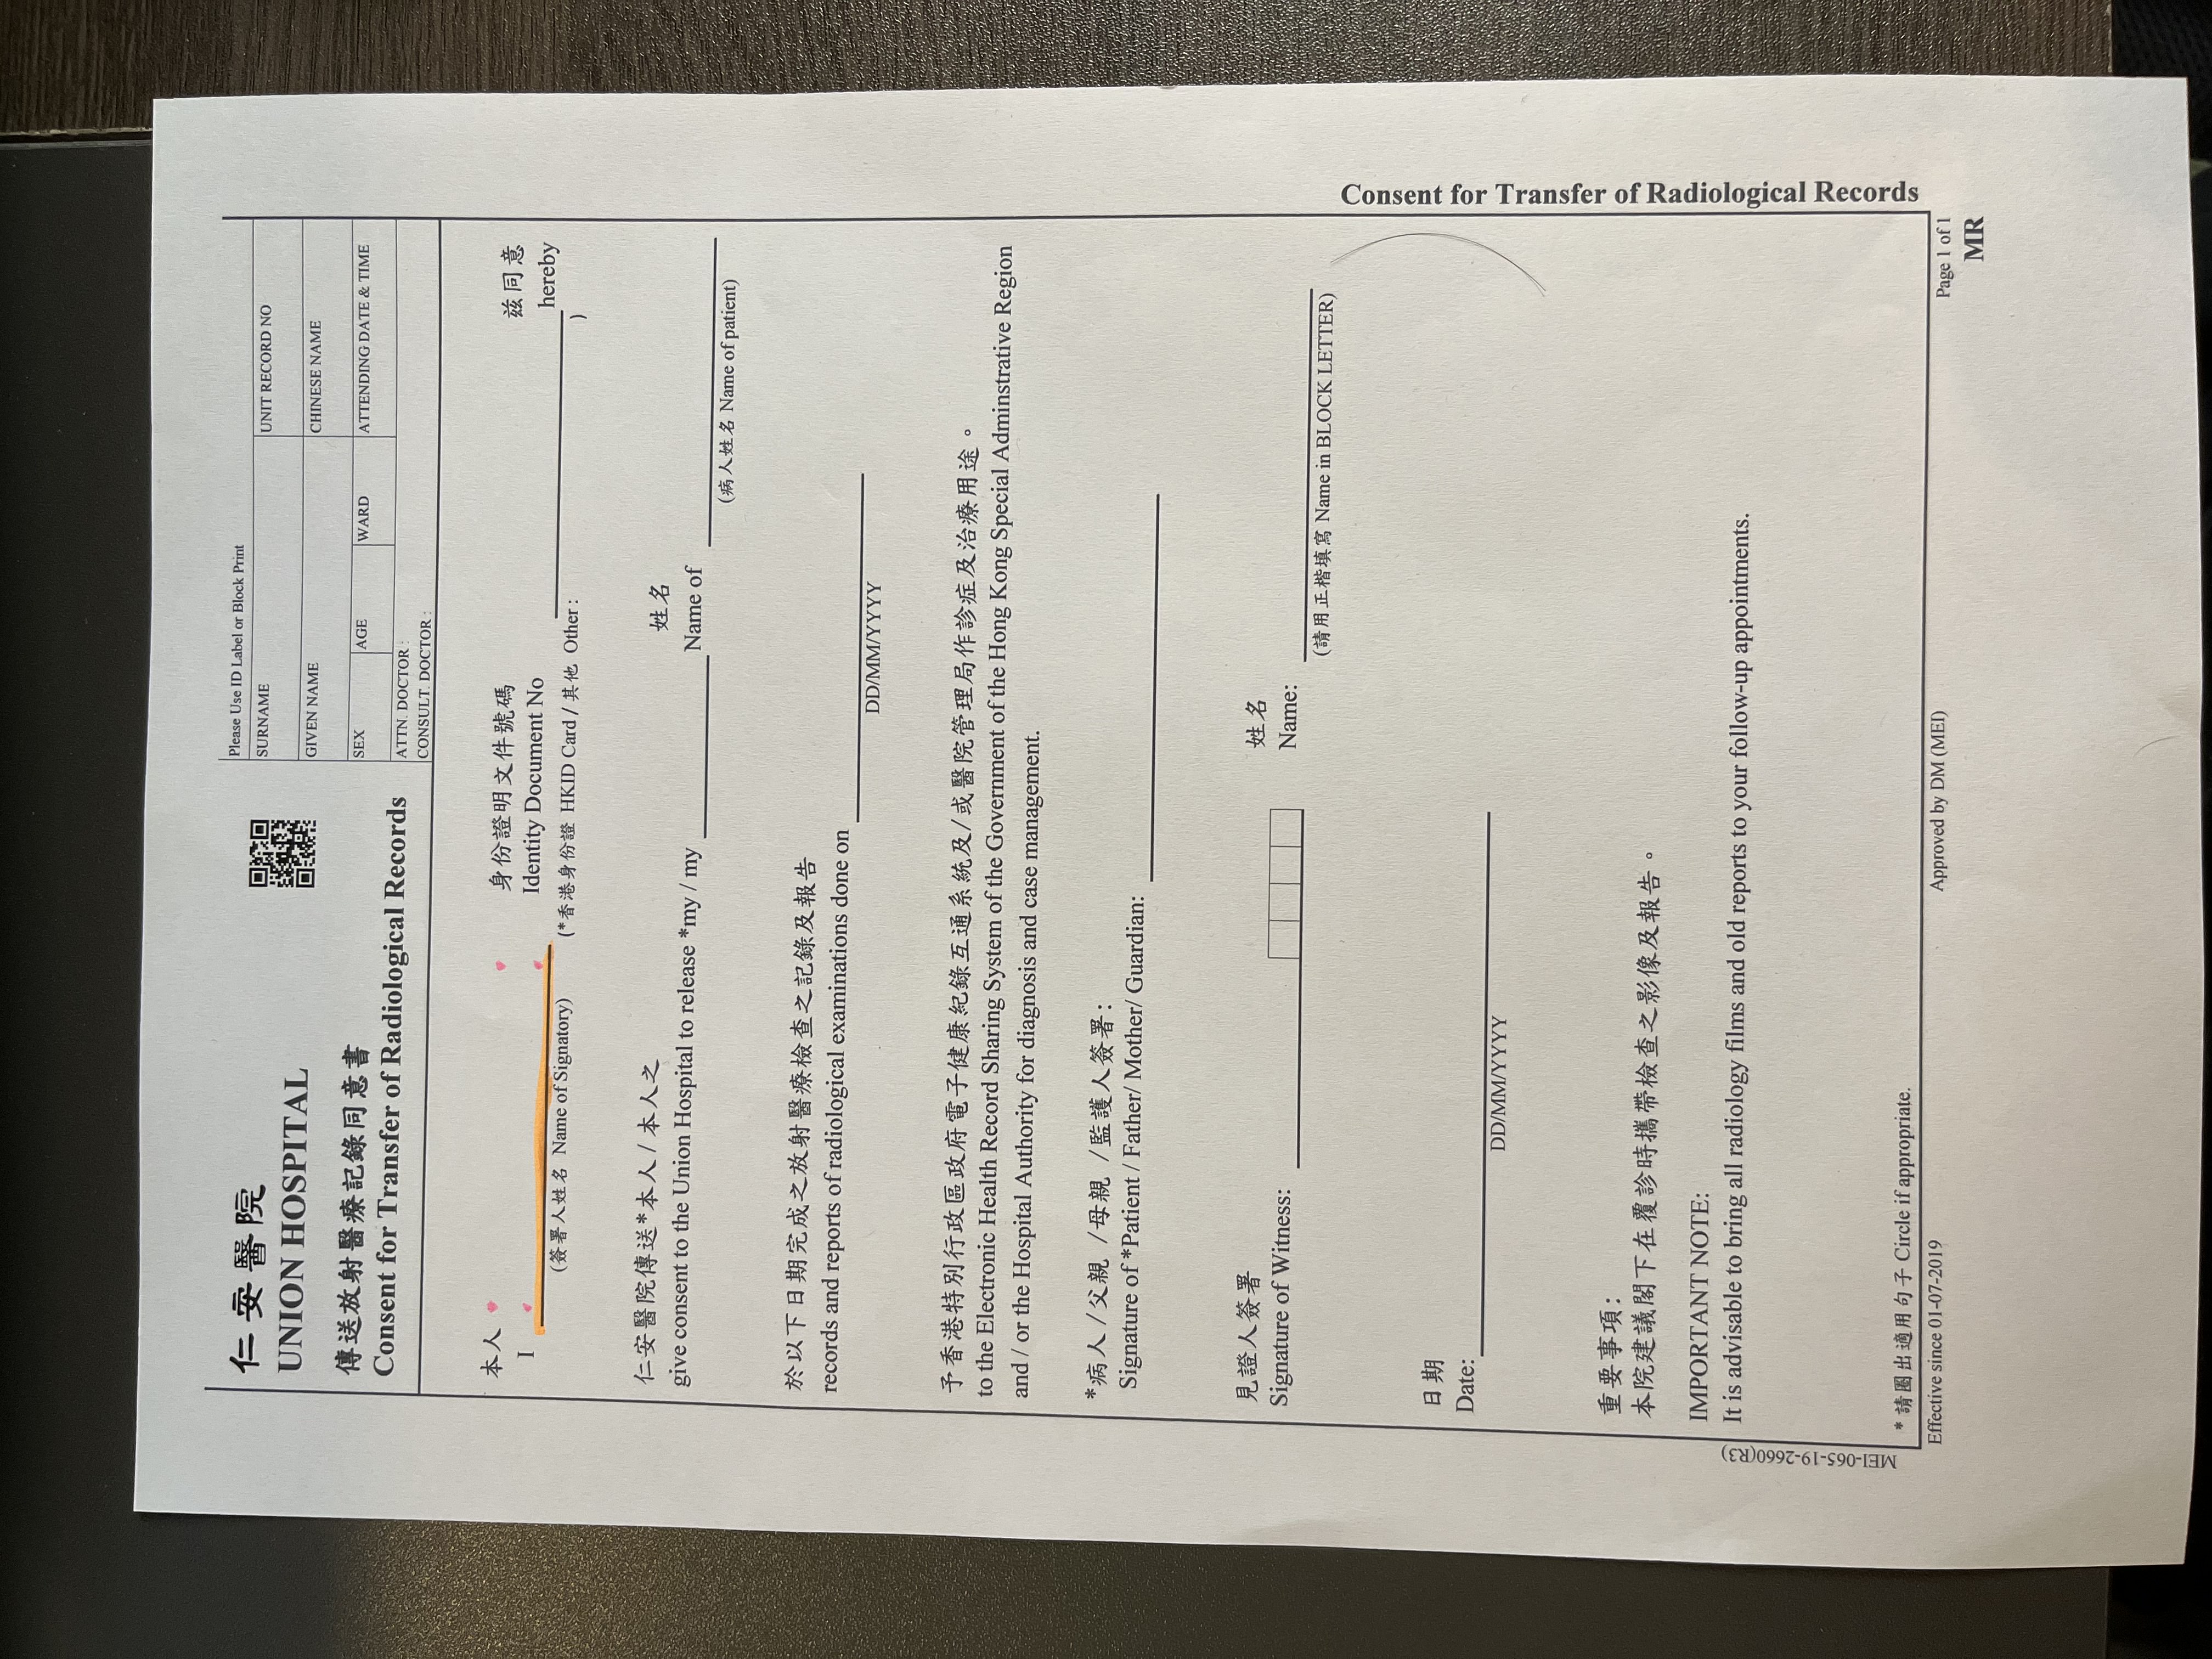 仁安醫院
UNION HOSPITAL
傳送放射醫療記錄同意書
Consent for Transfer of Radiological Records
Please Use ID Label or Block Print
SURNAME
UNIT RECORD NO
GIVEN NAME
CHINESE NAME
SEX
AGE
WARD
ATTENDING DATE & TIME
ATTN. DOCTOR :
CONSULT. DOCTOR :
本人 身份證明文件號碼 茲同意
I Identity Document No hereby
(簽署人姓名 Name of Signatory) (*香港身份證 HKID Card / 其他 Other : )
仁安醫院傳送*本人 / 本人之 姓名
give consent to the Union Hospital to release *my / my Name of
(病人姓名 Name of patient)
於以下日期完成之放射醫療檢查之記錄及報告
records and reports of radiological examinations done on
DD/MM/YYYY
予香港特別行政區政府電子健康紀錄互通系統及/或醫院管理局作診症及治療用途。
to the Electronic Health Record Sharing System of the Government of the Hong Kong Special Adminstrative Region
and / or the Hospital Authority for diagnosis and case management.
*病人 /父親 /母親 /監護人簽署:
Signature of *Patient / Father/ Mother/ Guardian:
見證人簽署 姓名
Signature of Witness: Name:
(請用正楷填寫 Name in BLOCK LETTER)
日期
Date:
DD/MM/YYYY
重要事項:
本院建議閣下在覆診時攜帶檢查之影像及報告。
IMPORTANT NOTE:
It is advisable to bring all radiology films and old reports to your follow-up appointments.
* 請圈出適用句子 Circle if appropriate.
Effective since 01-07-2019 Approved by DM (MEI) Page 1 of 1
MR
MEI-065-19-2660(R3)
Consent for Transfer of Radiological Records